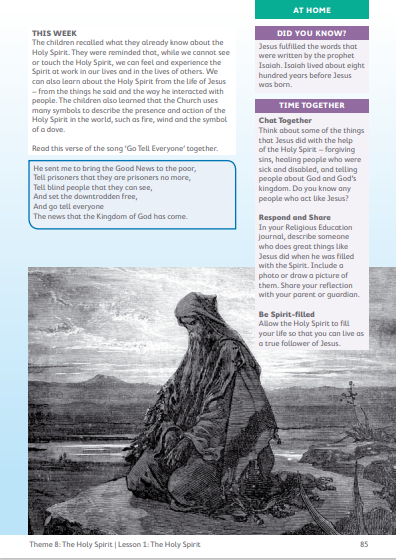 AT HOME
THIS WEEK
The children recalled what they already know about the
Holy Spirit. They were reminded that, while we cannot see
or touch the Holy Spirit, we can feel and experience the
Spirit at work in our lives and in the lives of others. We
can also learn about the Holy Spirit from the life of Jesus
– from the things he said and the way he interacted with
people. The children also learned that the Church uses
many symbols to describe the presence and action of the
Holy Spirit in the world, such as fire, wind and the symbol
of a dove.
Read this verse of the song ‘Go Tell Everyone’ together.
He sent me to bring the Good News to the poor,
Tell prisoners that they are prisoners no more,
Tell blind people that they can see,
And set the downtrodden free,
And go tell everyone
The news that the Kingdom of God has come.
DID YOU KNOW?
Jesus fulfilled the words that
were written by the prophet
Isaiah. Isaiah lived about eight
hundred years before Jesus
was born.
TIME TOGETHER
Chat Together
Think about some of the things
that Jesus did with the help
of the Holy Spirit – forgiving
sins, healing people who were
sick and disabled, and telling
people about God and God’s
kingdom. Do you know any
people who act like Jesus?
Respond and Share
In your Religious Education
journal, describe someone
who does great things like
Jesus did when he was filled
with the Spirit. Include a
photo or draw a picture of
them. Share your reflection
with your parent or guardian.
Be Spirit-filled
Allow the Holy Spirit to fill
your life so that you can live as
a true follower of Jesus.
Theme 8: The Holy Spirit | Lesson 1: The Holy Spirit
85